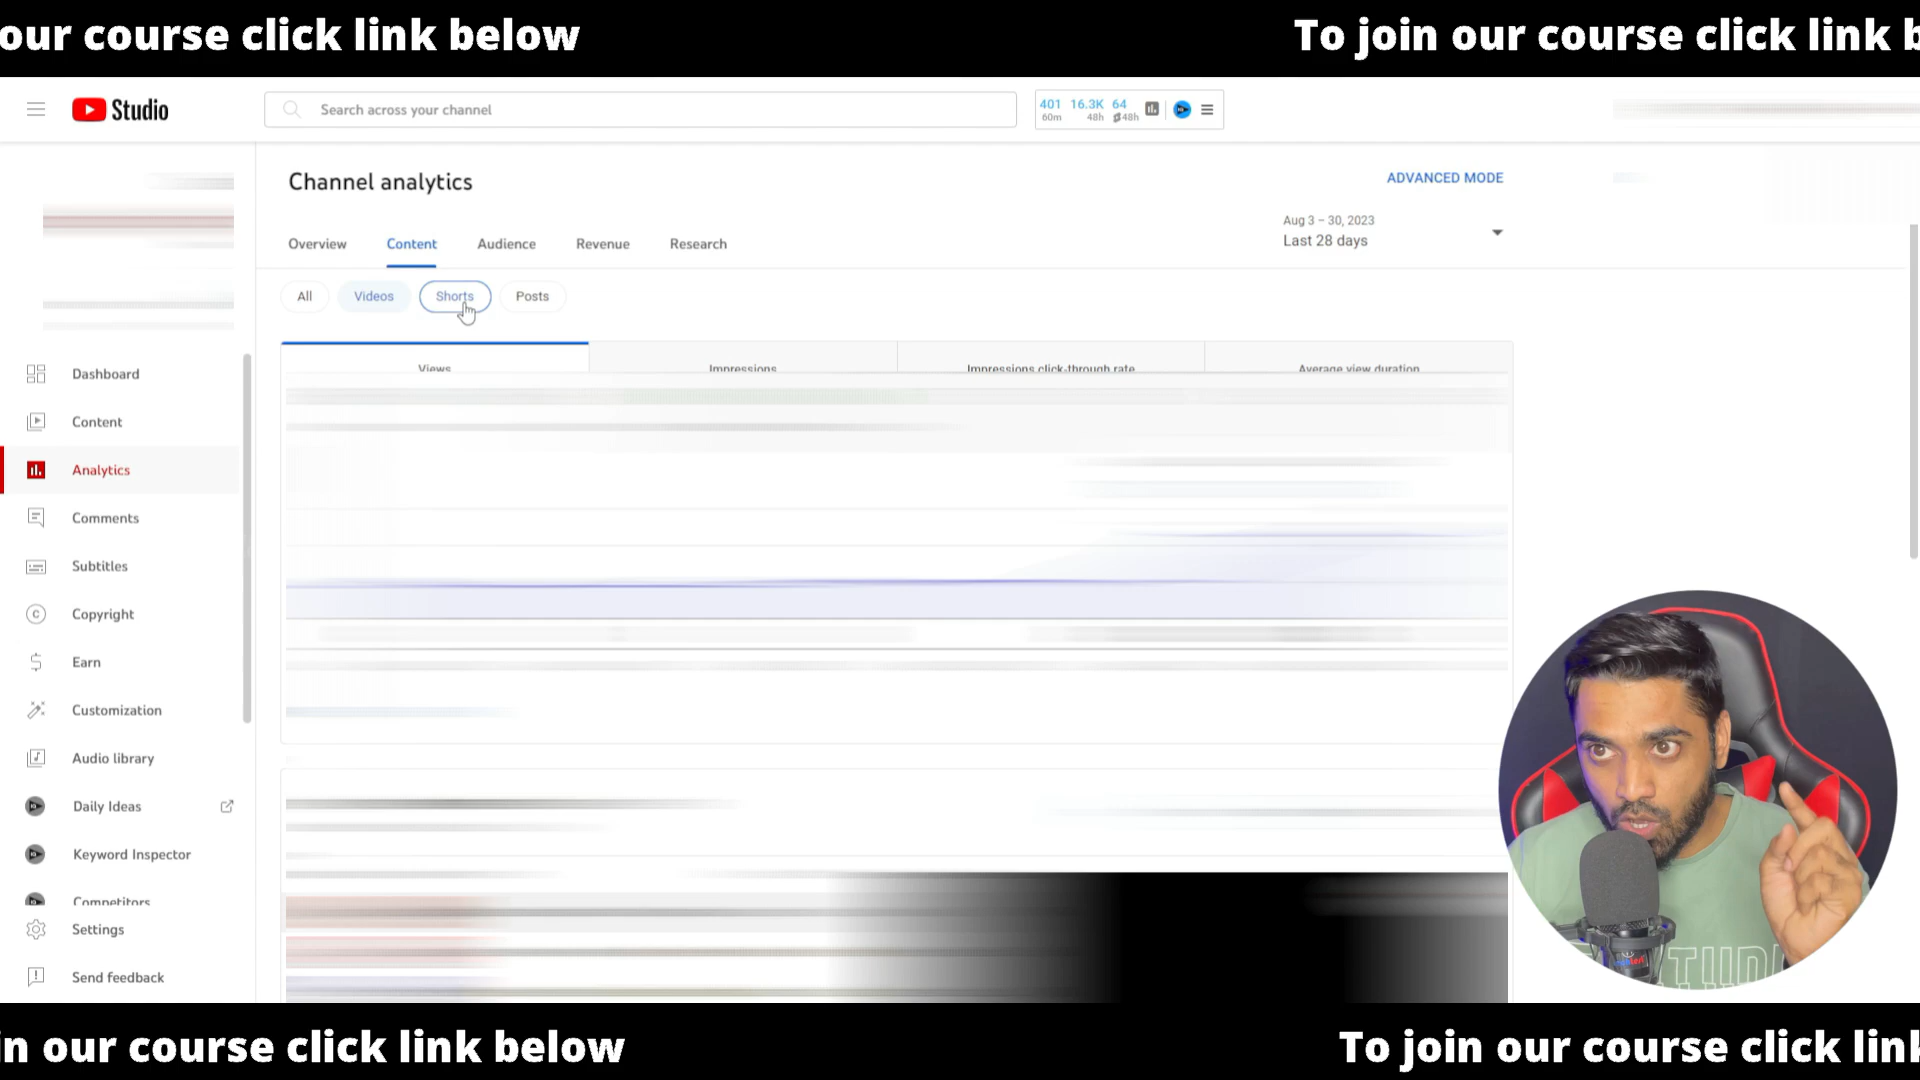 our course click link below
To join our course click link b
Studio
Search across your channel
401 16.3K 64
60m 48h 48h
Channel analytics
ADVANCED MODE
Aug 3 – 30, 2023
Last 28 days
Overview Content Audience Revenue Research
All Videos Shorts Posts
Views Impressions Impressions click-through rate Average view duration
Dashboard
Content
Analytics
Comments
Subtitles
Copyright
Earn
Customization
Audio library
Daily Ideas
Keyword Inspector
Competitors
Settings
Send feedback
in our course click link below
To join our course click link